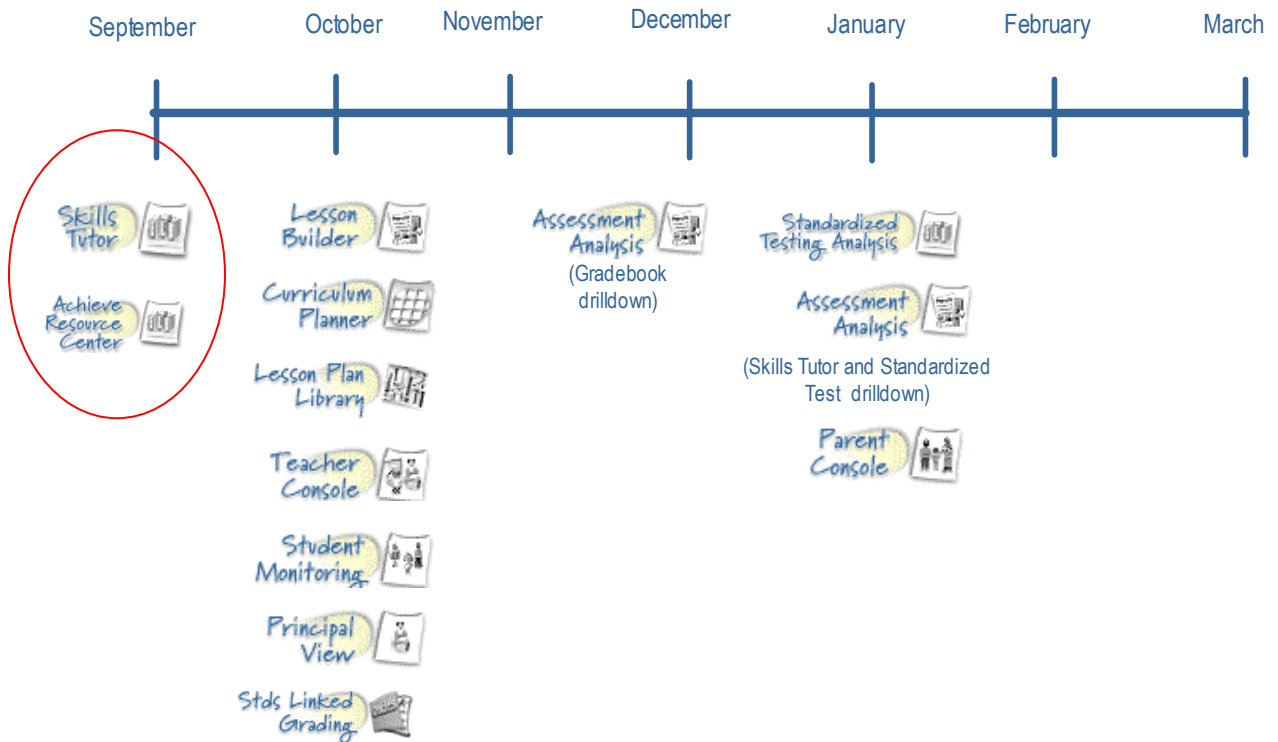 September
October
November
December
January
February
March
Skills
Tutor
Achieve
Resource
Center
Lesson
Builder
Curriculum
Planner
Lesson Plan
Library
Teacher
Console
Student
Monitoring
Principal
View
Stds Linked
Grading
Assessment
Analysis
(Gradebook
drilldown)
Standardized
Testing Analysis
Assessment
Analysis
(Skills Tutor and Standardized
Test drilldown)
Parent
Console